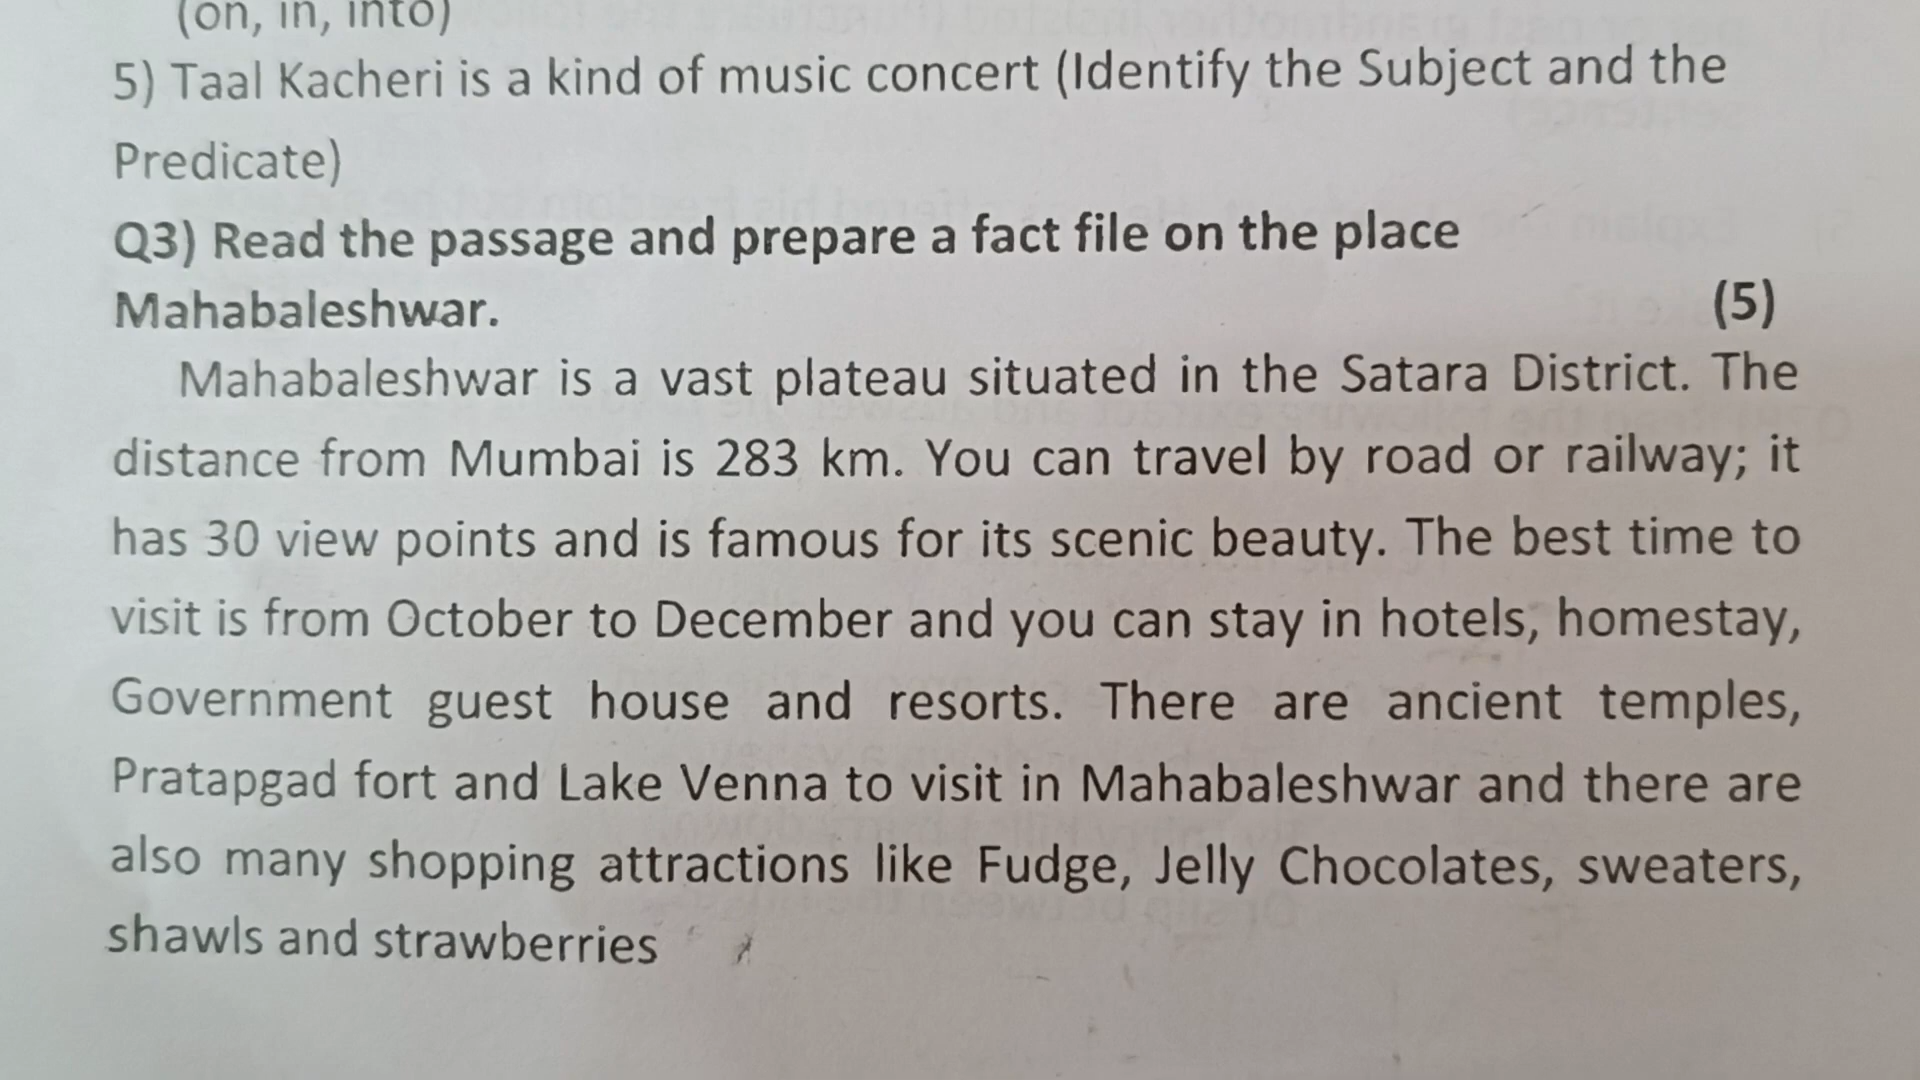 (on, in, into)
5) Taal Kacheri is a kind of music concert (Identify the Subject and the
Predicate)
Q3) Read the passage and prepare a fact file on the place
Mahabaleshwar. (5)
Mahabaleshwar is a vast plateau situated in the Satara District. The
distance from Mumbai is 283 km. You can travel by road or railway; it
has 30 view points and is famous for its scenic beauty. The best time to
visit is from October to December and you can stay in hotels, homestay,
Government guest house and resorts. There are ancient temples,
Pratapgad fort and Lake Venna to visit in Mahabaleshwar and there are
also many shopping attractions like Fudge, Jelly Chocolates, sweaters,
shawls and strawberries